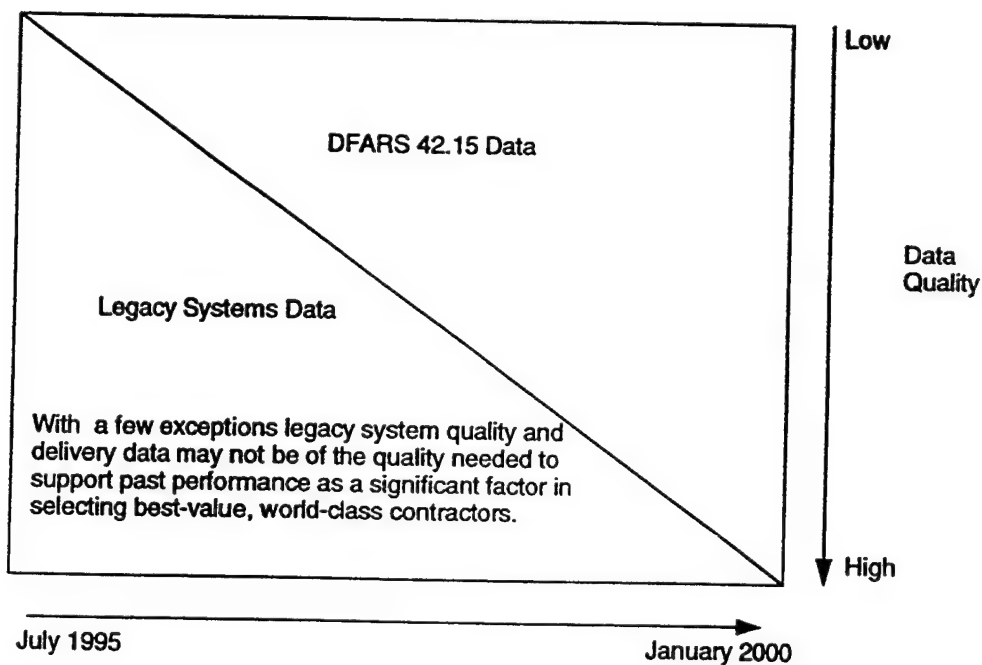 Low
DFARS 42.15 Data
Data
Quality
Legacy Systems Data
With a few exceptions legacy system quality and
delivery data may not be of the quality needed to
support past performance as a significant factor in
selecting best-value, world-class contractors.
High
July 1995
January 2000